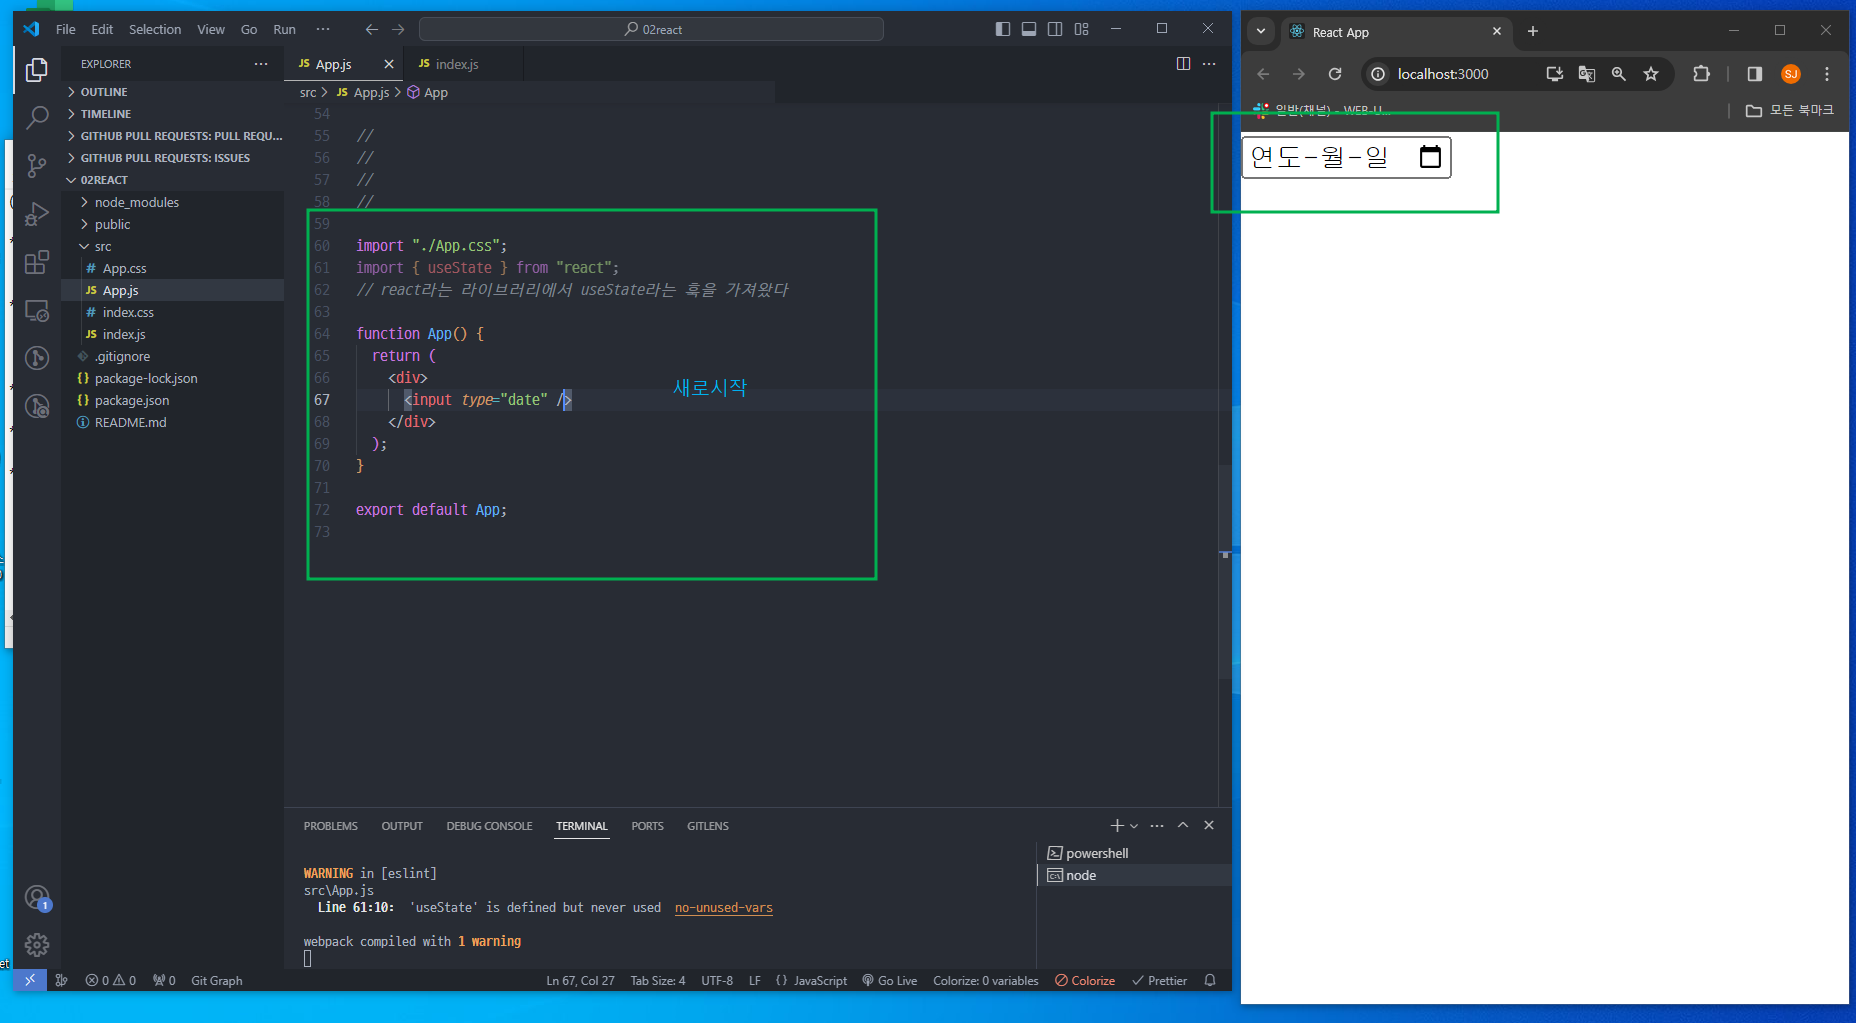 File Edit Selection View Go Run ··· 02react
EXPLORER ···
OUTLINE
TIMELINE
GITHUB PULL REQUESTS: PULL REQU...
GITHUB PULL REQUESTS: ISSUES
02REACT
node_modules
public
src
# App.css
JS App.js
# index.css
JS index.js
.gitignore
{} package-lock.json
{} package.json
README.md
JS App.js JS index.js
src > JS App.js > App
54
55 //
56 //
57 //
58 //
59
60 import "./App.css";
61 import { useState } from "react";
62 // react라는 라이브러리에서 useState라는 훅을 가져왔다
63
64 function App() {
65 return (
66 <div>
67 <input type="date" />
새로시작
68 </div>
69 );
70 }
71
72 export default App;
73
PROBLEMS OUTPUT DEBUG CONSOLE TERMINAL PORTS GITLENS
WARNING in [eslint]
src\App.js
Line 61:10: 'useState' is defined but never used no-unused-vars
webpack compiled with 1 warning
powershell
node
1
0 0 0 Git Graph Ln 67, Col 27 Tab Size: 4 UTF-8 LF {} JavaScript Go Live Colorize: 0 variables Colorize Prettier
et
React App
localhost:3000
SJ
일반(채널) - WEB-U...
모든 북마크
연도-월-일